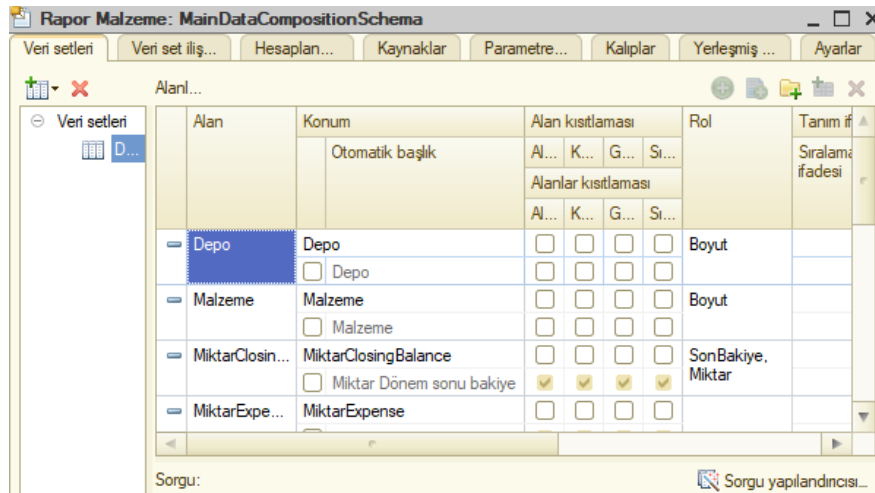 Rapor Malzeme: MainDataCompositionSchema
Veri setleri Veri set iliş... Hesaplan... Kaynaklar Parametre... Kalıplar Yerleşmiş ... Ayarlar
Alanl...
Veri setleri
D...
Alan Konum Alan kısıtlaması Rol Tanım if
Otomatik başlık Al... K... G... Sı... Sıralama
ifadesi
Alanlar kısıtlaması
Al... K... G... Sı...
Depo Depo Boyut
Depo
Malzeme Malzeme Boyut
Malzeme
MiktarClosin... MiktarClosingBalance SonBakiye,
Miktar
Miktar Dönem sonu bakiye
MiktarExpe... MiktarExpense
Sorgu: Sorgu yapılandırıcısı...